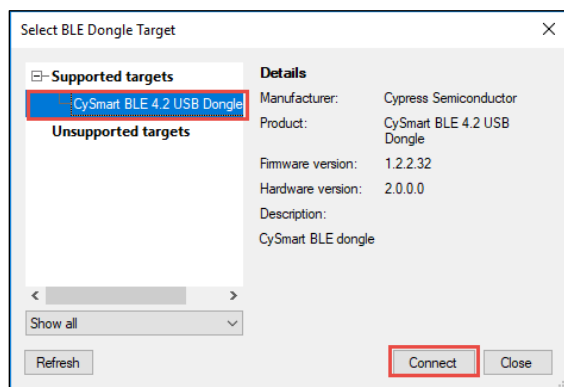 Select BLE Dongle Target
Supported targets
CySmart BLE 4.2 USB Dongle
Unsupported targets
Show all
Refresh
Details
Manufacturer: Cypress Semiconductor
Product: CySmart BLE 4.2 USB
Dongle
Firmware version: 1.2.2.32
Hardware version: 2.0.0.0
Description:
CySmart BLE dongle
Connect
Close